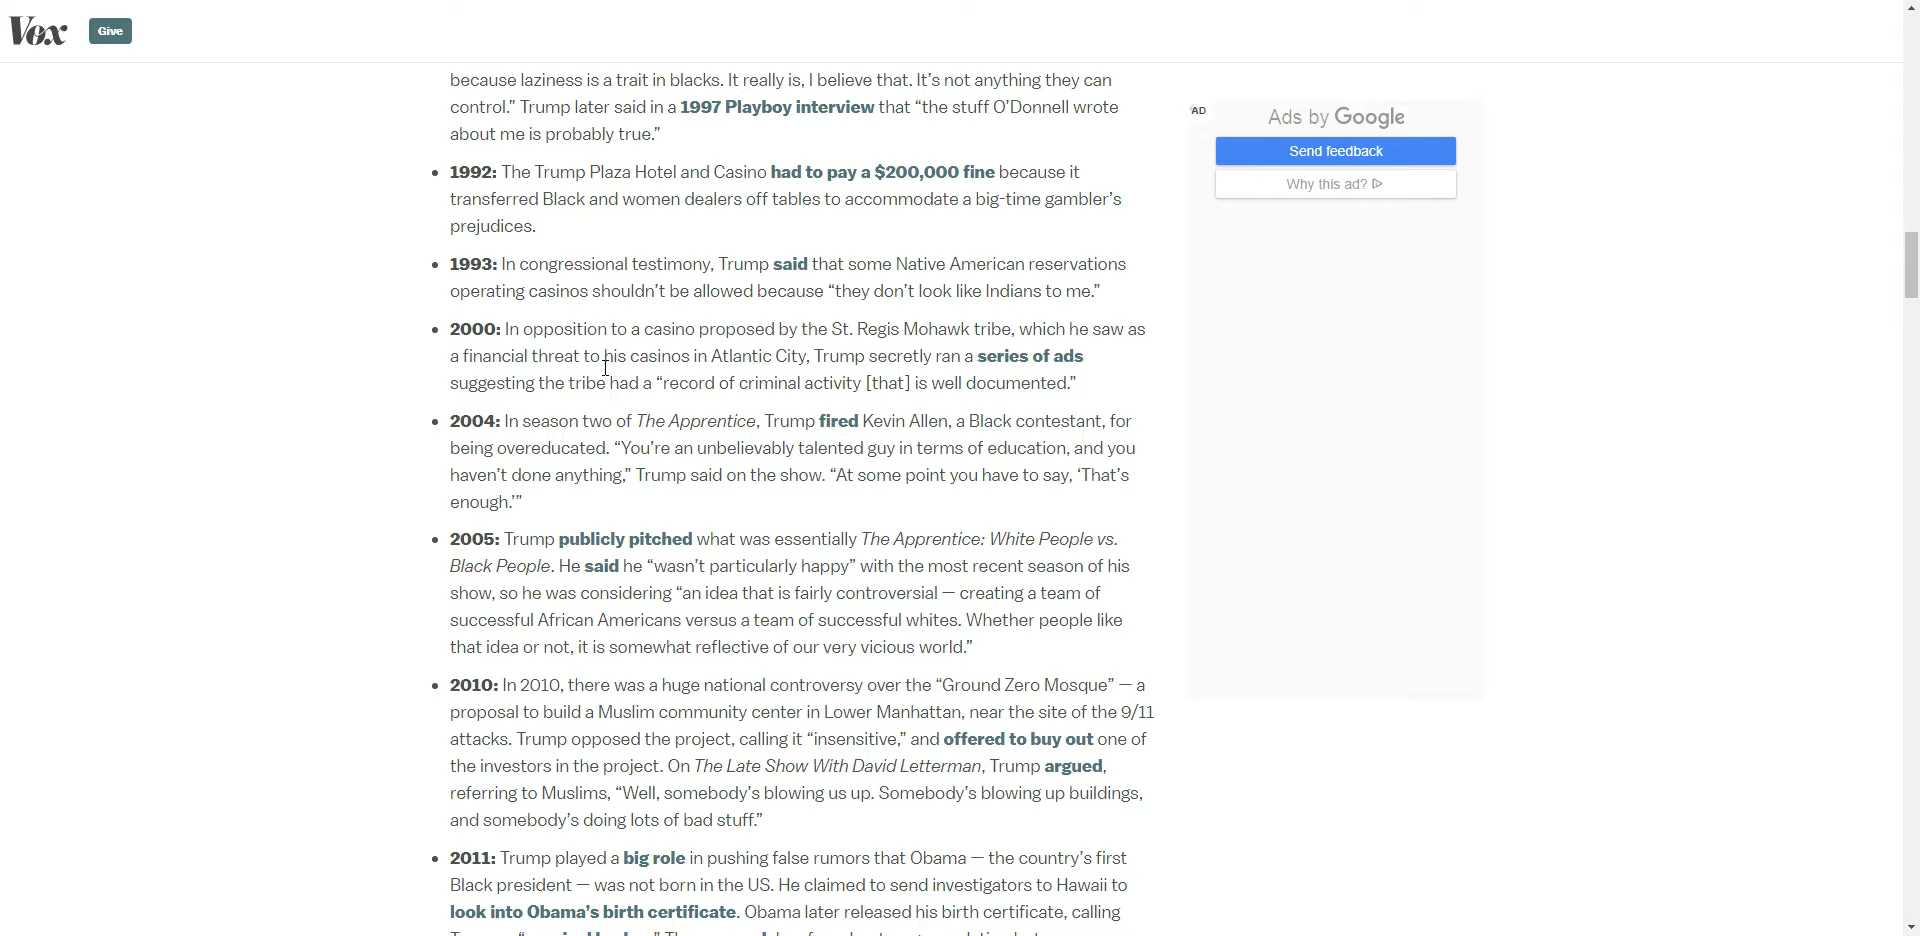 Vox
Give
because laziness is a trait in blacks. It really is, I believe that. It’s not anything they can
control.” Trump later said in a 1997 Playboy interview that “the stuff O’Donnell wrote
about me is probably true.”
1992: The Trump Plaza Hotel and Casino had to pay a $200,000 fine because it
transferred Black and women dealers off tables to accommodate a big-time gambler’s
prejudices.
1993: In congressional testimony, Trump said that some Native American reservations
operating casinos shouldn’t be allowed because “they don’t look like Indians to me.”
2000: In opposition to a casino proposed by the St. Regis Mohawk tribe, which he saw as
a financial threat to his casinos in Atlantic City, Trump secretly ran a series of ads
suggesting the tribe had a “record of criminal activity [that] is well documented.”
2004: In season two of The Apprentice, Trump fired Kevin Allen, a Black contestant, for
being overeducated. “You’re an unbelievably talented guy in terms of education, and you
haven’t done anything,” Trump said on the show. “At some point you have to say, ‘That’s
enough.’”
2005: Trump publicly pitched what was essentially The Apprentice: White People vs.
Black People. He said he “wasn’t particularly happy” with the most recent season of his
show, so he was considering “an idea that is fairly controversial — creating a team of
successful African Americans versus a team of successful whites. Whether people like
that idea or not, it is somewhat reflective of our very vicious world.”
2010: In 2010, there was a huge national controversy over the “Ground Zero Mosque” — a
proposal to build a Muslim community center in Lower Manhattan, near the site of the 9/11
attacks. Trump opposed the project, calling it “insensitive,” and offered to buy out one of
the investors in the project. On The Late Show With David Letterman, Trump argued,
referring to Muslims, “Well, somebody’s blowing us up. Somebody’s blowing up buildings,
and somebody’s doing lots of bad stuff.”
2011: Trump played a big role in pushing false rumors that Obama — the country’s first
Black president — was not born in the US. He claimed to send investigators to Hawaii to
look into Obama’s birth certificate. Obama later released his birth certificate, calling
AD
Ads by Google
Send feedback
Why this ad?